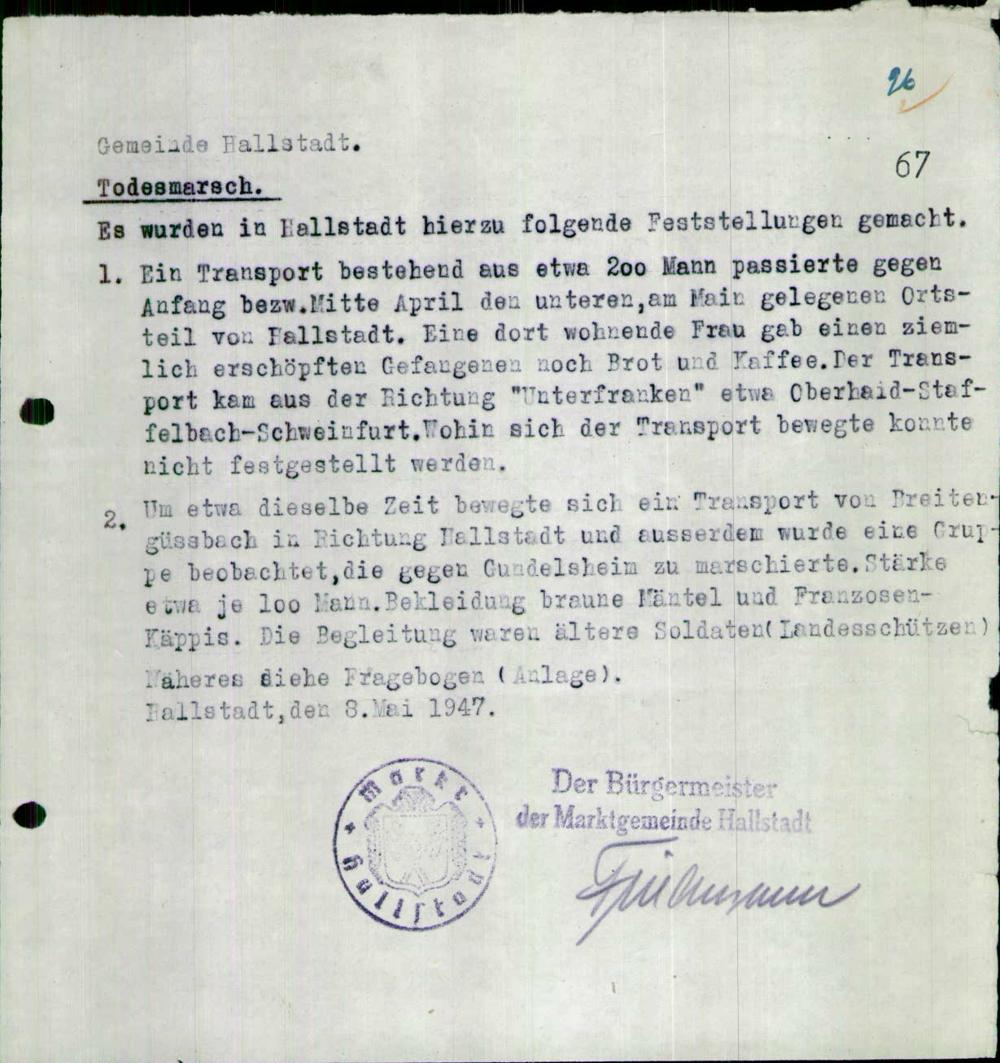 26
67
Gemeinde Hallstadt.
Todesmarsch.
Es wurden in Hallstadt hierzu folgende Feststellungen gemacht.
1. Ein Transport bestehend aus etwa 2oo Mann passierte gegen
Anfang bezw.Mitte April den unteren,am Main gelegenen Orts-
teil von Hallstadt. Eine dort wohnende Frau gab einen ziem-
lich erschöpften Gefangenen noch Brot und Kaffee.Der Trans-
port kam aus der Richtung "Unterfranken" etwa Oberhaid-Staf-
felbach-Schweinfurt.Wohin sich der Transport bewegte konnte
nicht festgestellt werden.
2. Um etwa dieselbe Zeit bewegte sich ein Transport von Breiten-
güssbach in Richtung Hallstadt und ausserdem wurde eine Grup-
pe beobachtet,die gegen Gundelsheim zu marschierte.Stärke
etwa je loo Mann.Bekleidung braune Mäntel und Franzosen-
Käppis. Die Begleitung waren ältere Soldaten(Landesschützen)
Näheres siehe Fragebogen (Anlage).
Hallstadt,den 8.Mai 1947.
Markt
Hallstadt
Der Bürgermeister
der Marktgemeinde Hallstadt